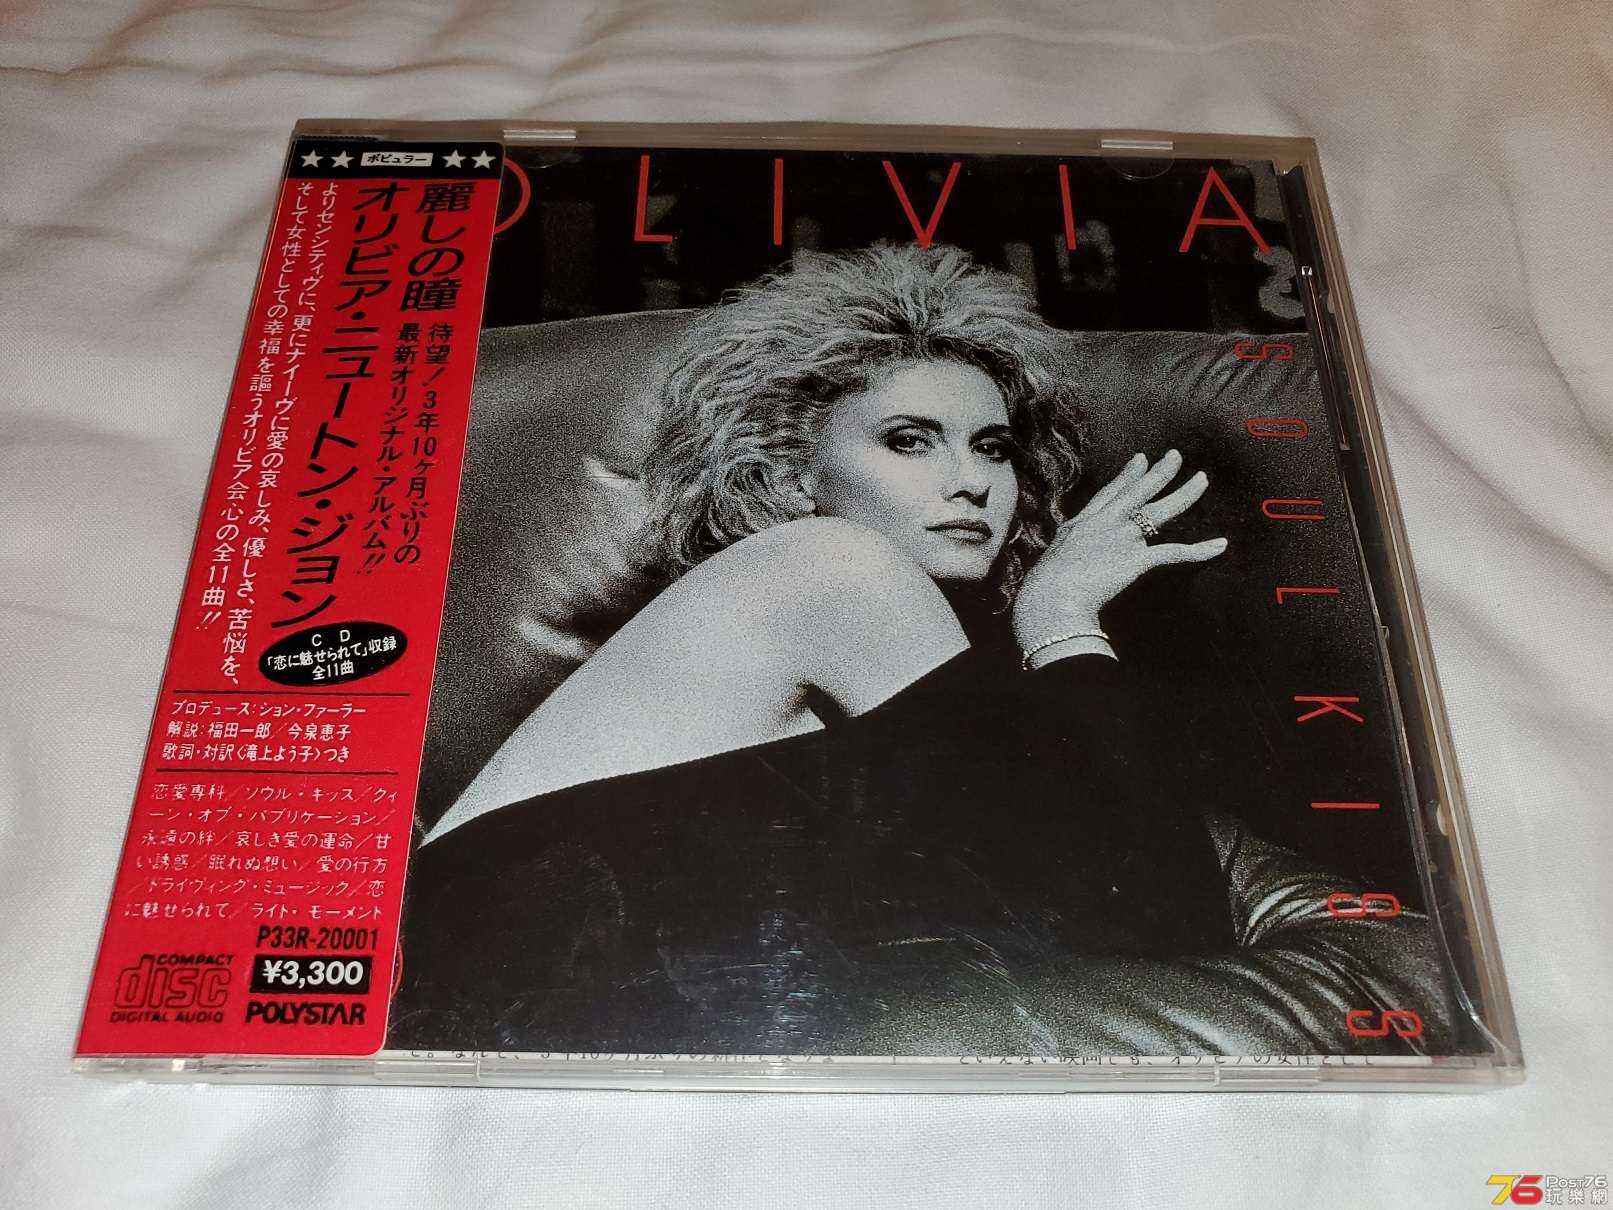 ★★ ポピュラー ★★
麗しの瞳
オリビア・ニュートン・ジョン
待望!3年10ケ月ぶりの
最新オリジナル・アルバム!!
よりセンシティヴに、更にナイーヴに愛の哀しみ、優しさ、苦悩を、
そして女性としての幸福を謳うオリビア会心の全11曲!!
CD
「恋に魅せられて」収録
全11曲
プロデュース:ション・ファーラー
解説:福田一郎/今泉恵子
歌詞・対訳〈滝上よう子〉つき
恋愛専科/ソウル・キッス/クィ
ーン・オブ・パブリケーション/
永遠の絆/哀しき愛の運命/甘
い誘惑/眠れぬ想い/愛の行方
/ドライヴィング・ミュージック/恋
に魅せられて/ライト・モーメント
P33R-20001
¥3,300
COMPACT
disc
DIGITAL AUDIO
POLYSTAR
OLIVIA
SOUL KISS
76 Post76
玩樂網